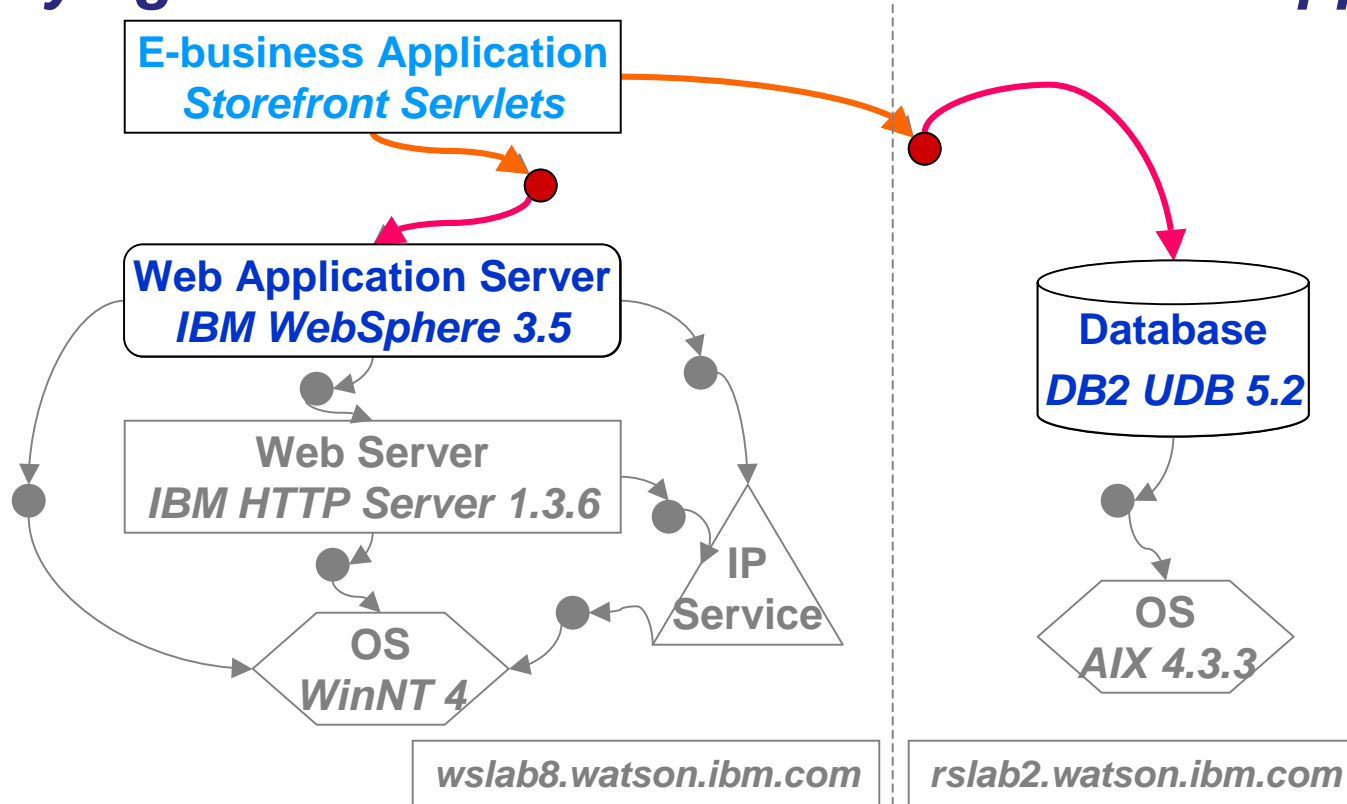 E-business Application
Storefront Servlets
Web Application Server
IBM WebSphere 3.5
Database
DB2 UDB 5.2
Web Server
IBM HTTP Server 1.3.6
IP
Service
OS
WinNT 4
OS
AIX 4.3.3
wslab8.watson.ibm.com
rslab2.watson.ibm.com